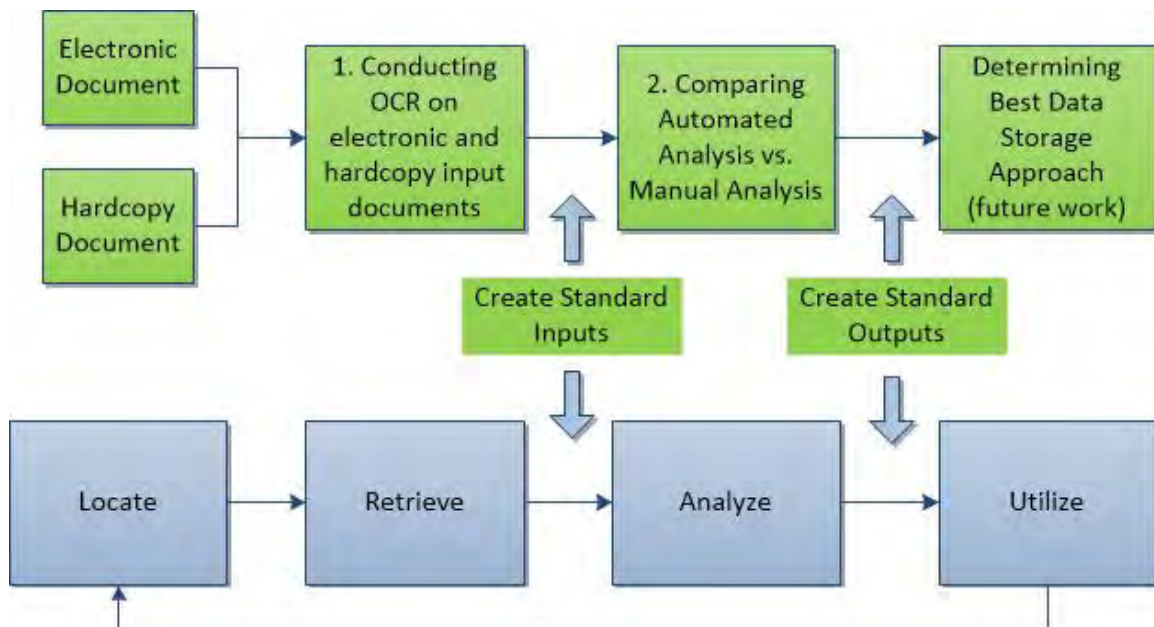 Electronic
Document
Hardcopy
Document
1. Conducting
OCR on
electronic and
hardcopy input
documents
2. Comparing
Automated
Analysis vs.
Manual Analysis
Determining
Best Data
Storage
Approach
(future work)
Create Standard
Inputs
Create Standard
Outputs
Locate
Retrieve
Analyze
Utilize